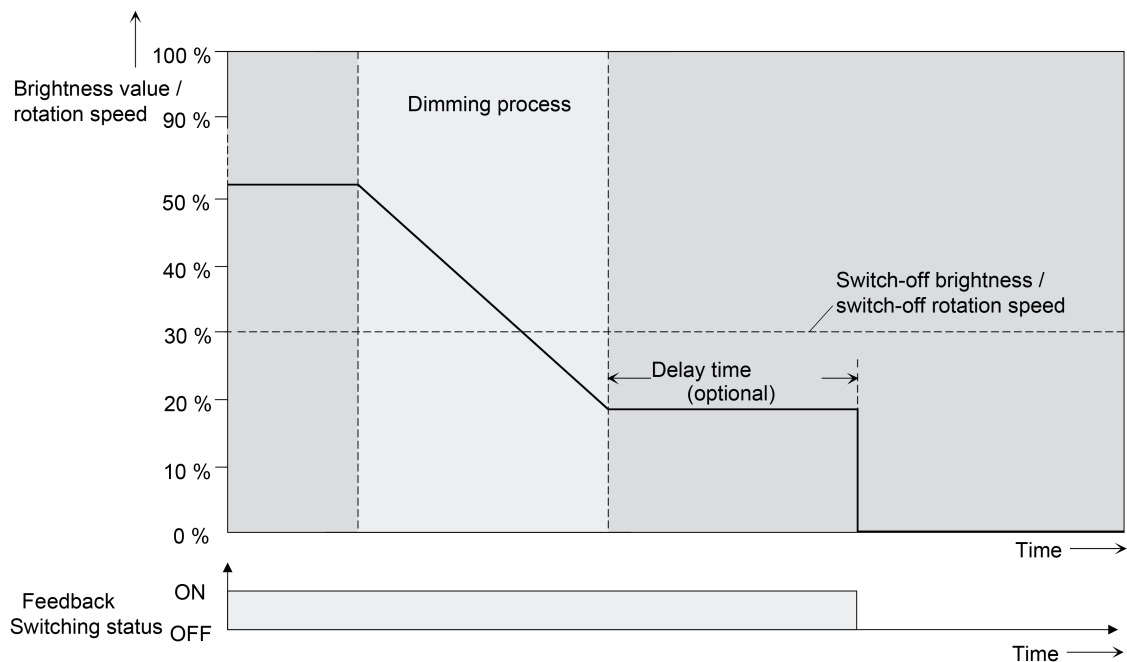 100 %
Brightness value /
rotation speed
90 %
Dimming process
50 %
40 %
Switch-off brightness /
switch-off rotation speed
30 %
Delay time
(optional)
20 %
10 %
0 %
Time
ON
Feedback
Switching status
OFF
Time